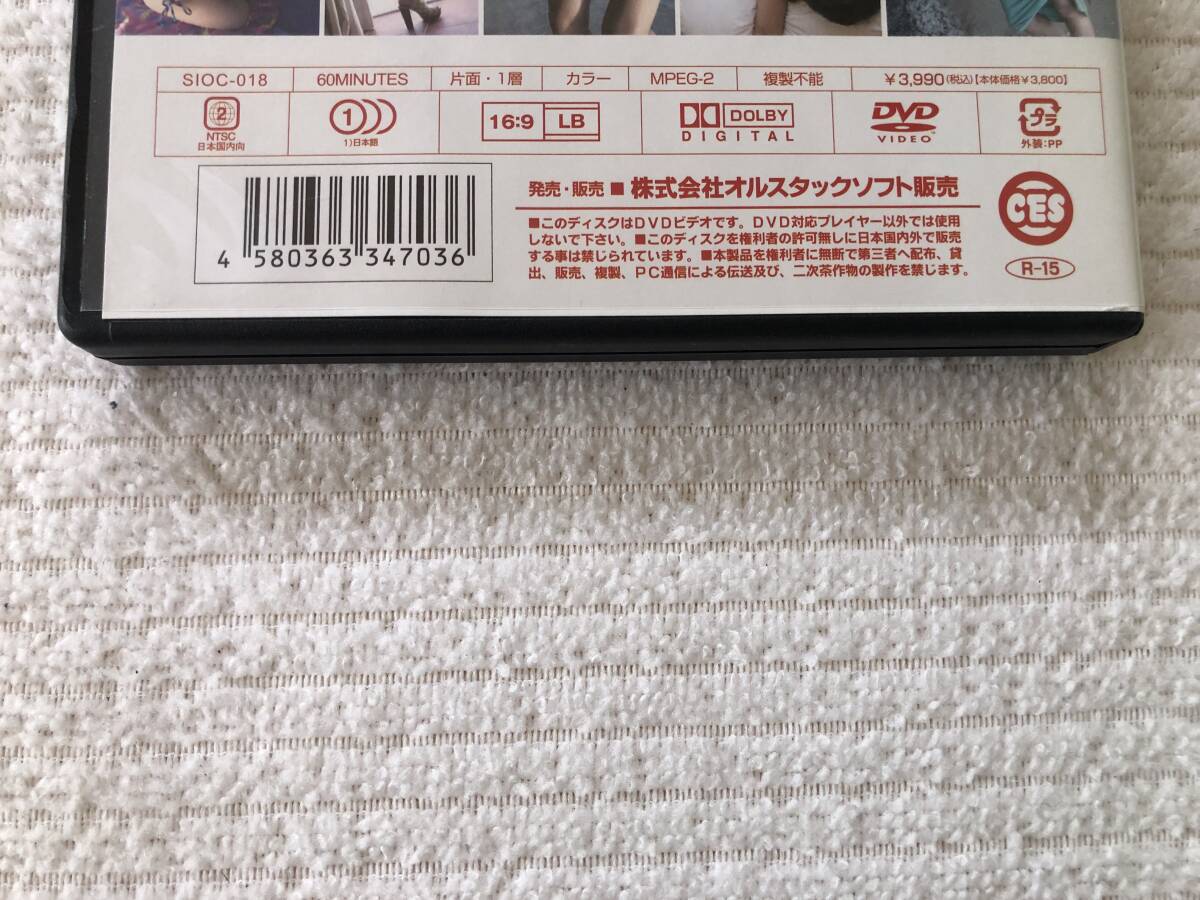 SIOC-018 60MINUTES 片面・1層 カラー MPEG-2 複製不能 ¥3,990(税込)【本体価格¥3,800】
2 NTSC 日本国内向
1 1)日本語
16:9 LB
DOLBY DIGITAL
DVD VIDEO
プラ 外装:PP
4 580363 347036
発売・販売 ■ 株式会社オルスタックソフト販売
■このディスクはDVDビデオです。DVD対応プレイヤー以外では使用
しないで下さい。■このディスクを権利者の許可無しに日本国内外で販売
する事は禁じられています。■本製品を権利者に無断で第三者へ配布、貸
出、販売、複製、PC通信による伝送及び、二次茶作物の製作を禁じます。
CES
R-15